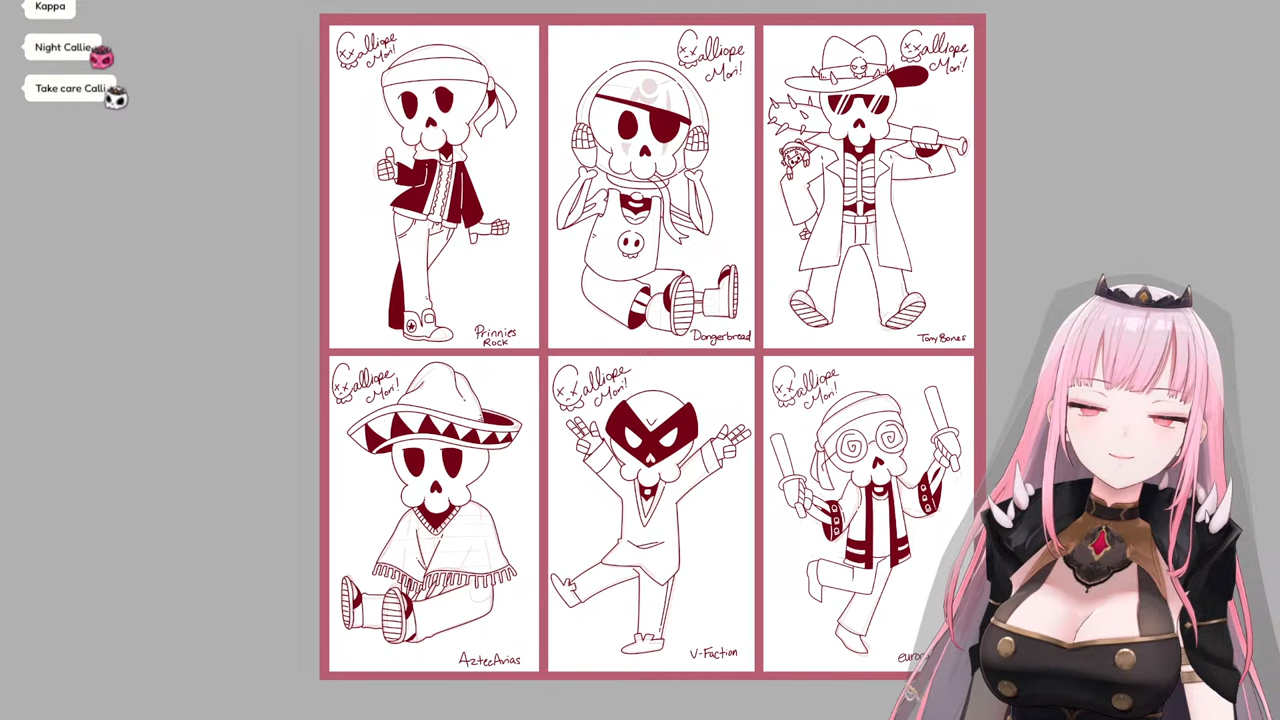 Kappa
Night Callie
Take care Calli
Calliope
Mori!
Prinnies
Rock
Calliope
Mori!
Dongerbread
Calliope
Mori!
Tony Bones
Calliope
Mori!
AztecArias
Calliope
Mori!
V-Faction
Calliope
Mori!